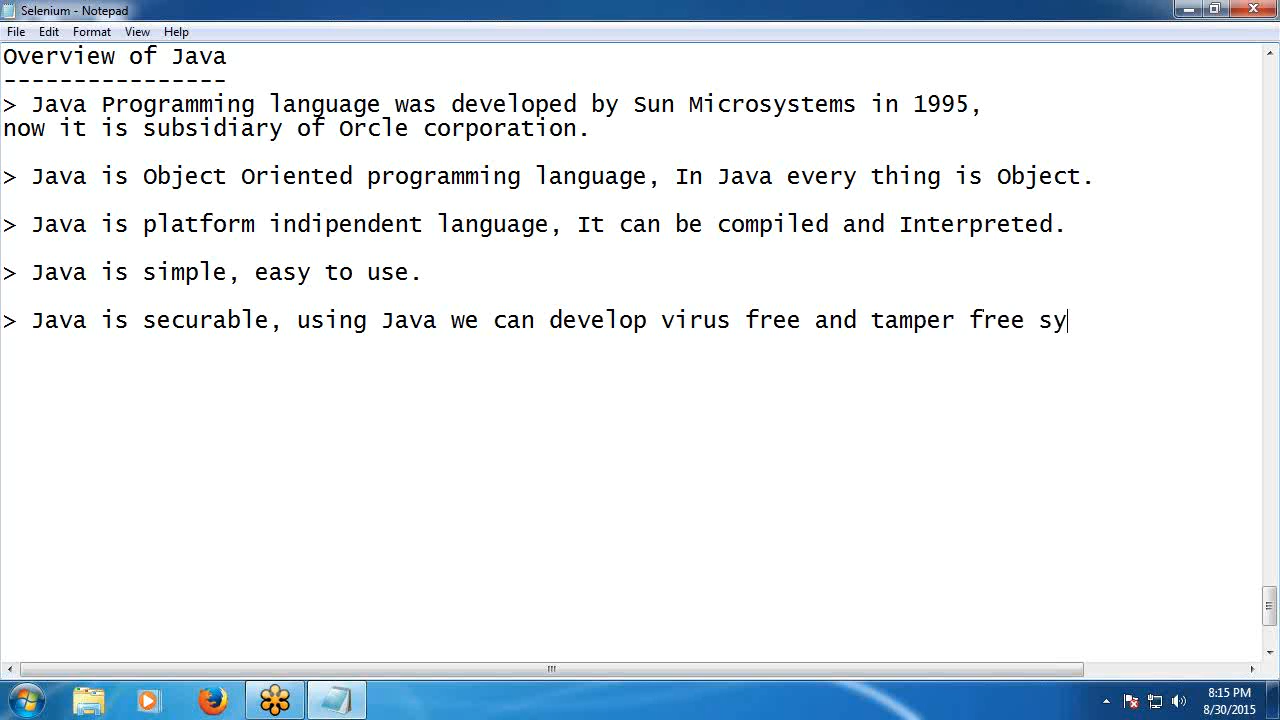 Selenium - Notepad
File Edit Format View Help
Overview of Java
----------------
> Java Programming language was developed by Sun Microsystems in 1995,
now it is subsidiary of Orcle corporation.
> Java is Object Oriented programming language, In Java every thing is Object.
> Java is platform indipendent language, It can be compiled and Interpreted.
> Java is simple, easy to use.
> Java is securable, using Java we can develop virus free and tamper free sy
8:15 PM
8/30/2015